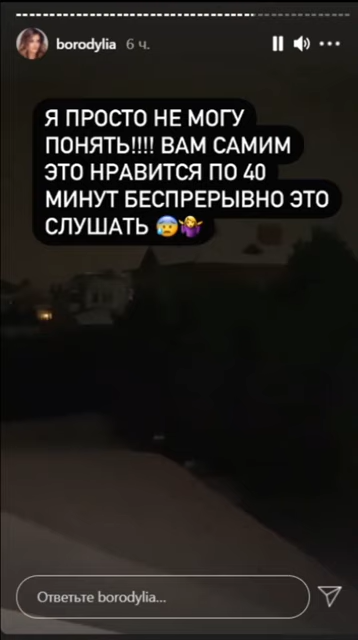 borodylia 6 ч.
Я ПРОСТО НЕ МОГУ
ПОНЯТЬ!!!! ВАМ САМИМ
ЭТО НРАВИТСЯ ПО 40
МИНУТ БЕСПРЕРЫВНО ЭТО
СЛУШАТЬ 😰🤷‍♀️
Ответьте borodylia...